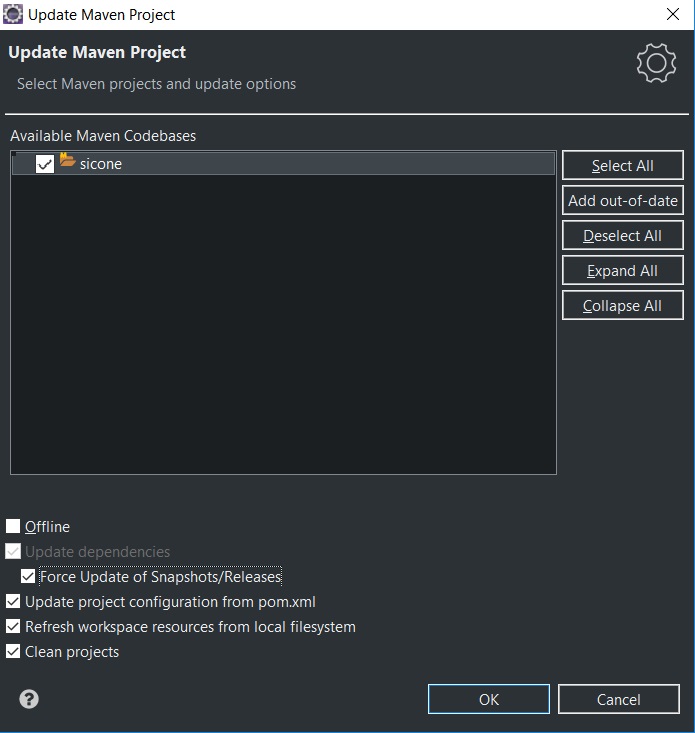 Update Maven Project
Update Maven Project
Select Maven projects and update options
Available Maven Codebases
sicone
Select All
Add out-of-date
Deselect All
Expand All
Collapse All
Offline
Update dependencies
Force Update of Snapshots/Releases
Update project configuration from pom.xml
Refresh workspace resources from local filesystem
Clean projects
?
OK
Cancel